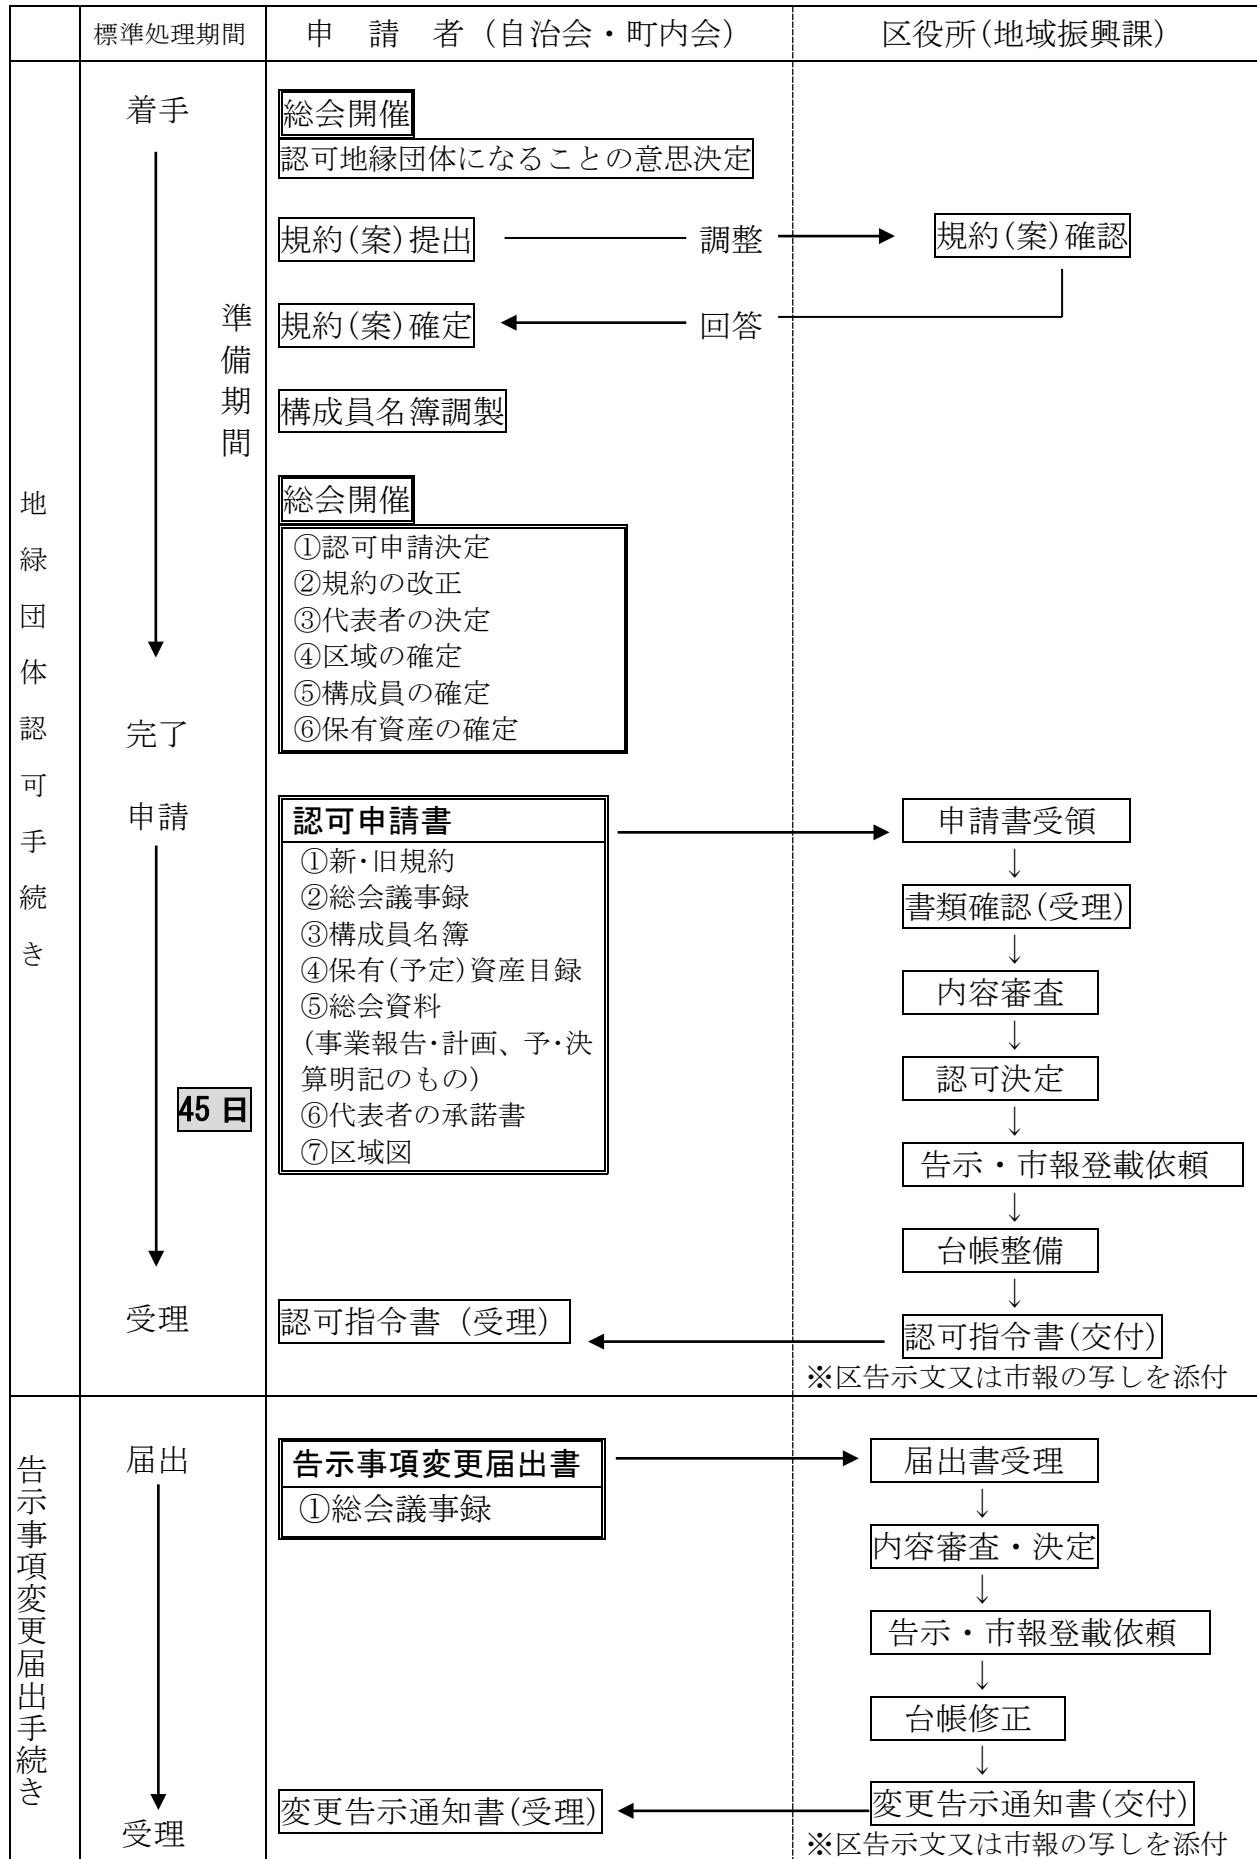 標準処理期間
申　請　者（自治会・町内会）
区役所(地域振興課)
地縁団体認可手続き
着手
準備期間
完了
申請
45 日
受理
総会開催
認可地縁団体になることの意思決定
規約(案)提出
調整
規約(案)確認
規約(案)確定
回答
構成員名簿調製
総会開催
①認可申請決定
②規約の改正
③代表者の決定
④区域の確定
⑤構成員の確定
⑥保有資産の確定
認可申請書
①新･旧規約
②総会議事録
③構成員名簿
④保有(予定)資産目録
⑤総会資料
(事業報告･計画、予･決
算明記のもの)
⑥代表者の承諾書
⑦区域図
申請書受領
↓
書類確認(受理)
↓
内容審査
↓
認可決定
↓
告示・市報登載依頼
↓
台帳整備
↓
認可指令書(交付)
※区告示文又は市報の写しを添付
認可指令書（受理）
告示事項変更届出手続き
届出
受理
告示事項変更届出書
①総会議事録
届出書受理
↓
内容審査・決定
↓
告示・市報登載依頼
↓
台帳修正
↓
変更告示通知書(交付)
※区告示文又は市報の写しを添付
変更告示通知書(受理)